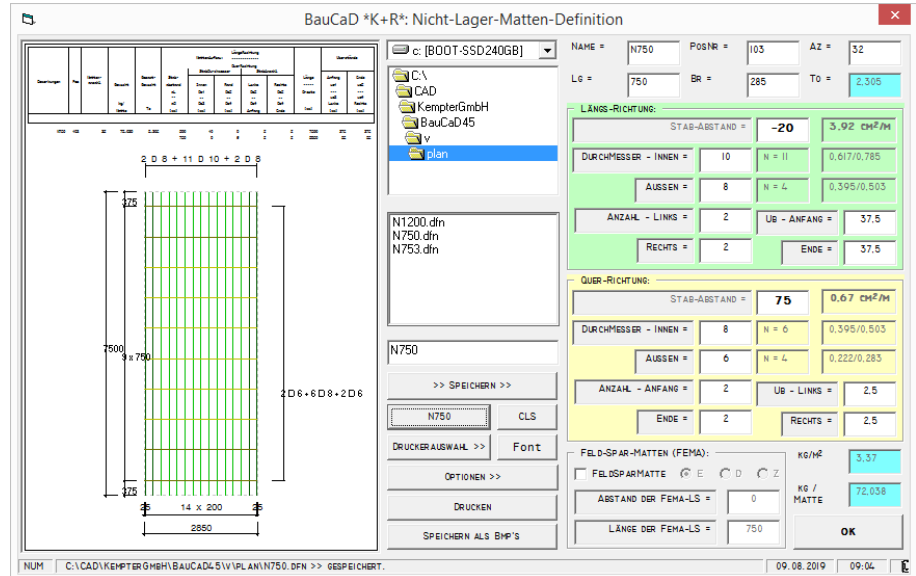 BauCaD *K+R*: Nicht-Lager-Matten-Definition
2 D 8 + 11 D 10 + 2 D 8
375
7500
9 x 750
2 D 6 + 6 D 8 + 2 D 6
375
25
14 x 200
25
2850
c: [BOOT-SSD240GB]
C:\
CAD
KempterGmbH
BauCaD45
v
plan
N1200.dfn
N750.dfn
N753.dfn
N750
>> Speichern >>
N750
CLS
Druckerauswahl >>
Font
Optionen >>
Drucken
Speichern als BMP's
Name =
N750
PosNr =
103
Az =
32
Lg =
750
Br =
285
To =
2,305
Längs-Richtung:
Stab-Abstand =
-20
3,92 cm²/m
Durchmesser - Innen =
10
N = 11
0,617/0,785
Aussen =
8
N = 4
0,395/0,503
Anzahl - Links =
2
Üb - Anfang =
37,5
Rechts =
2
Ende =
37,5
Quer-Richtung:
Stab-Abstand =
75
0,67 cm²/m
Durchmesser - Innen =
8
N = 6
0,395/0,503
Aussen =
6
N = 4
0,222/0,283
Anzahl - Anfang =
2
Üb - Links =
2,5
Ende =
2
Rechts =
2,5
Feld-Spar-Matten (FEMA):
FeldSparMatte
E
D
Z
Abstand der Fema-LS =
0
Länge der Fema-LS =
750
kg/m²
3,37
kg /
Matte
72,038
OK
NUM
C:\CAD\KempterGmbH\BauCaD45\v\plan\N750.dfn >> gespeichert.
09.08.2019
09:04